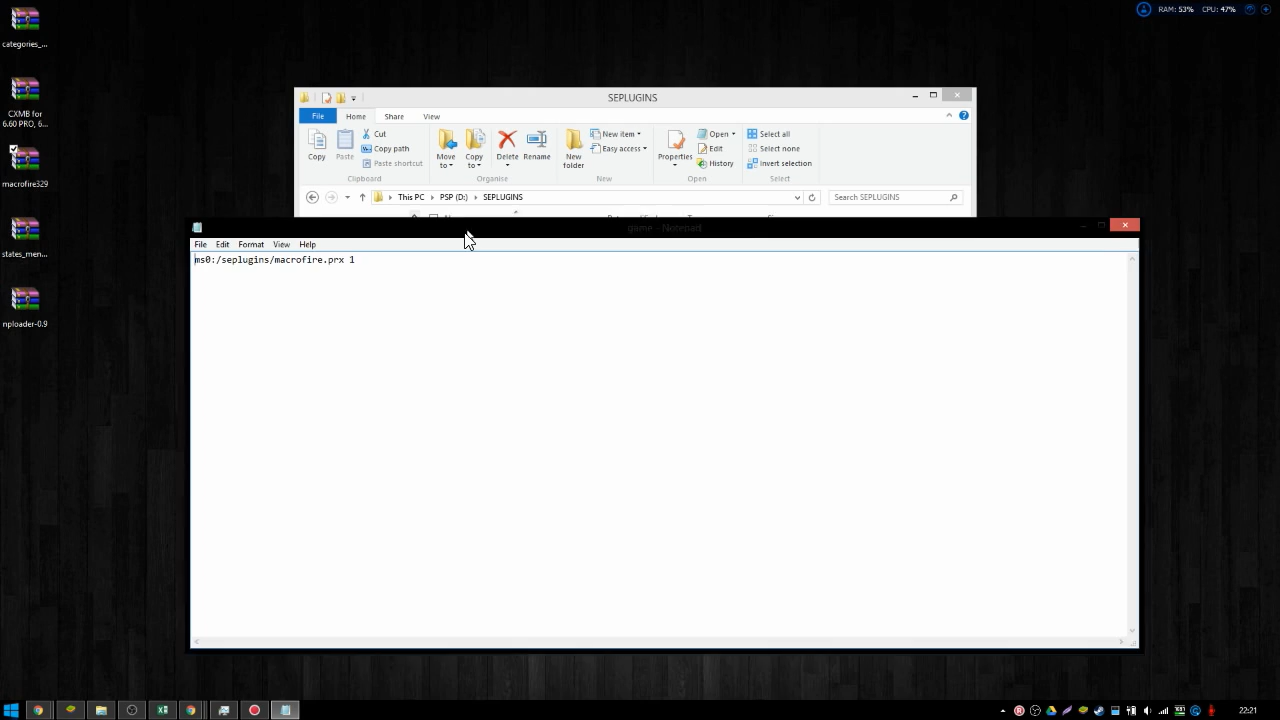 categories_...
CXMB for
6.60 PRO, 6...
macrofire329
states_men...
nploader-0.9
RAM: 53% CPU: 47%
SEPLUGINS
File Home Share View
Copy
Paste
Cut
Copy path
Paste shortcut
Clipboard
Move
to
Copy
to
Delete
Rename
Organise
New
folder
New item
Easy access
New
Properties
Open
Edit
History
Open
Select all
Select none
Invert selection
Select
This PC PSP (D:) SEPLUGINS
Search SEPLUGINS
game - Notepad
File Edit Format View Help
ms0:/seplugins/macrofire.prx 1
22:21